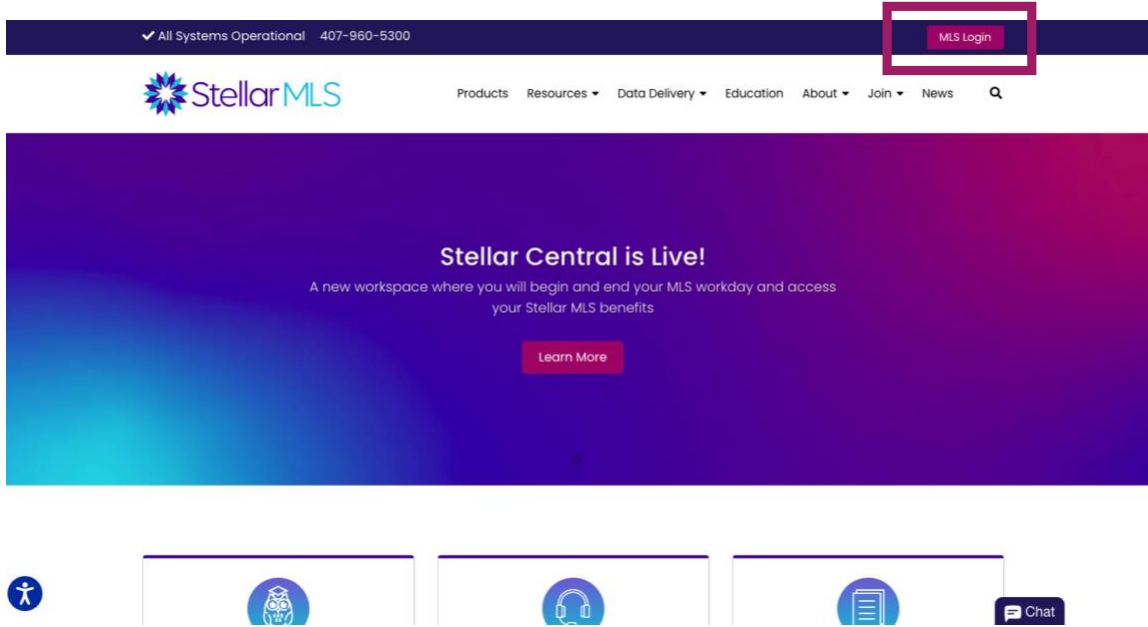 All Systems Operational 407-960-5300 MLS Login
StellarMLS Products Resources Data Delivery Education About Join News
Stellar Central is Live!
A new workspace where you will begin and end your MLS workday and access
your Stellar MLS benefits
Learn More
Chat